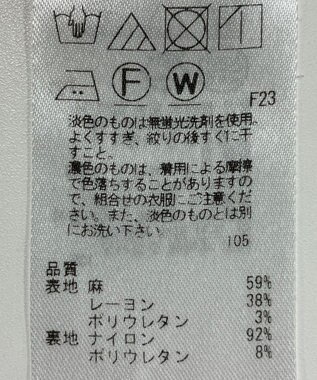 F W
F23
淡色のものは無蛍光洗剤を使用。
よくすすぎ、絞りの後すぐに干
すこと。
濃色のものは、着用による摩擦
で色落ちすることがありますの
で、組合せの衣服にご注意くだ
さい。また、淡色のものとは別
にお洗い下さい。
105
品質
表地 麻 59%
レーヨン 38%
ポリウレタン 3%
裏地 ナイロン 92%
ポリウレタン 8%